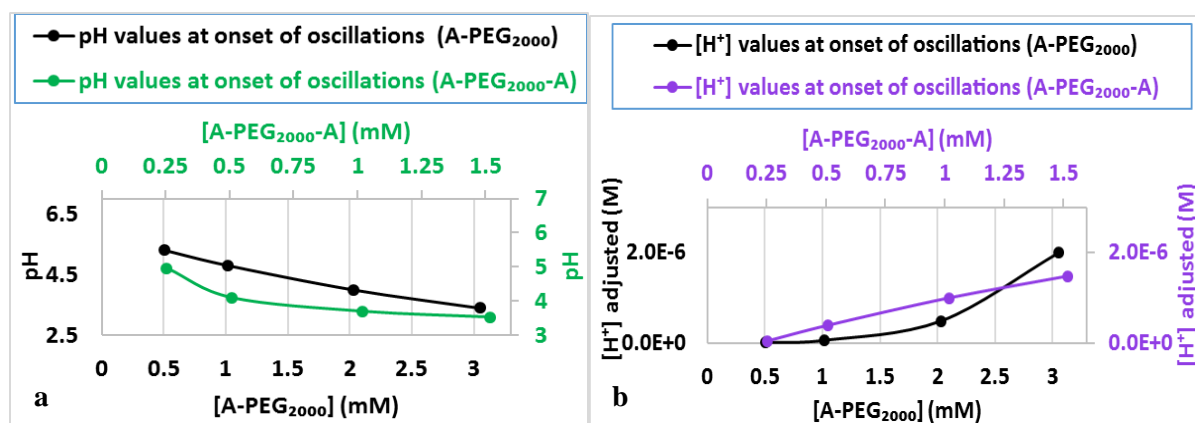 pH values at onset of oscillations (A-PEG2000)
pH values at onset of oscillations (A-PEG2000-A)
[A-PEG2000-A] (mM)
0 0.25 0.5 0.75 1 1.25 1.5
6.5
4.5
2.5
pH
7
6
5
4
3
pH
0 0.5 1 1.5 2 2.5 3
[A-PEG2000] (mM)
a
[H+] values at onset of oscillations (A-PEG2000)
[H+] values at onset of oscillations (A-PEG2000-A)
[A-PEG2000-A] (mM)
0 0.25 0.5 0.75 1 1.25 1.5
[H+] adjusted (M)
2.0E-6
0.0E+0
2.0E-6
0.0E+0
[H+] adjusted (M)
0 0.5 1 1.5 2 2.5 3
[A-PEG2000] (mM)
b